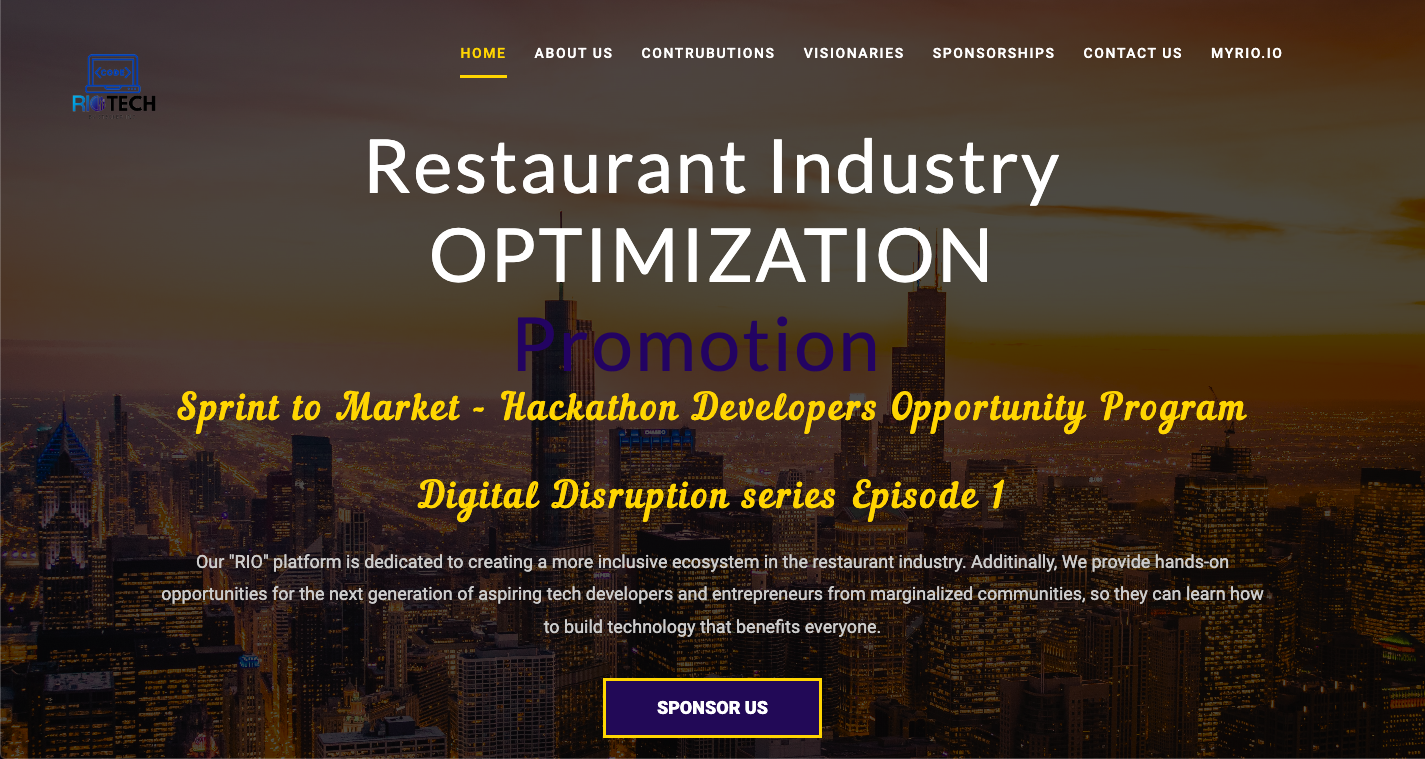 HOME ABOUT US CONTRUBUTIONS VISIONARIES SPONSORSHIPS CONTACT US MYRIO.IO
TECH
Restaurant Industry
OPTIMIZATION
Promotion
Sprint to Market - Hackathon Developers Opportunity Program
Digital Disruption series Episode 1
Our "RIO" platform is dedicated to creating a more inclusive ecosystem in the restaurant industry. Additinally, We provide hands-on
opportunities for the next generation of aspiring tech developers and entrepreneurs from marginalized communities, so they can learn how
to build technology that benefits everyone.
SPONSOR US